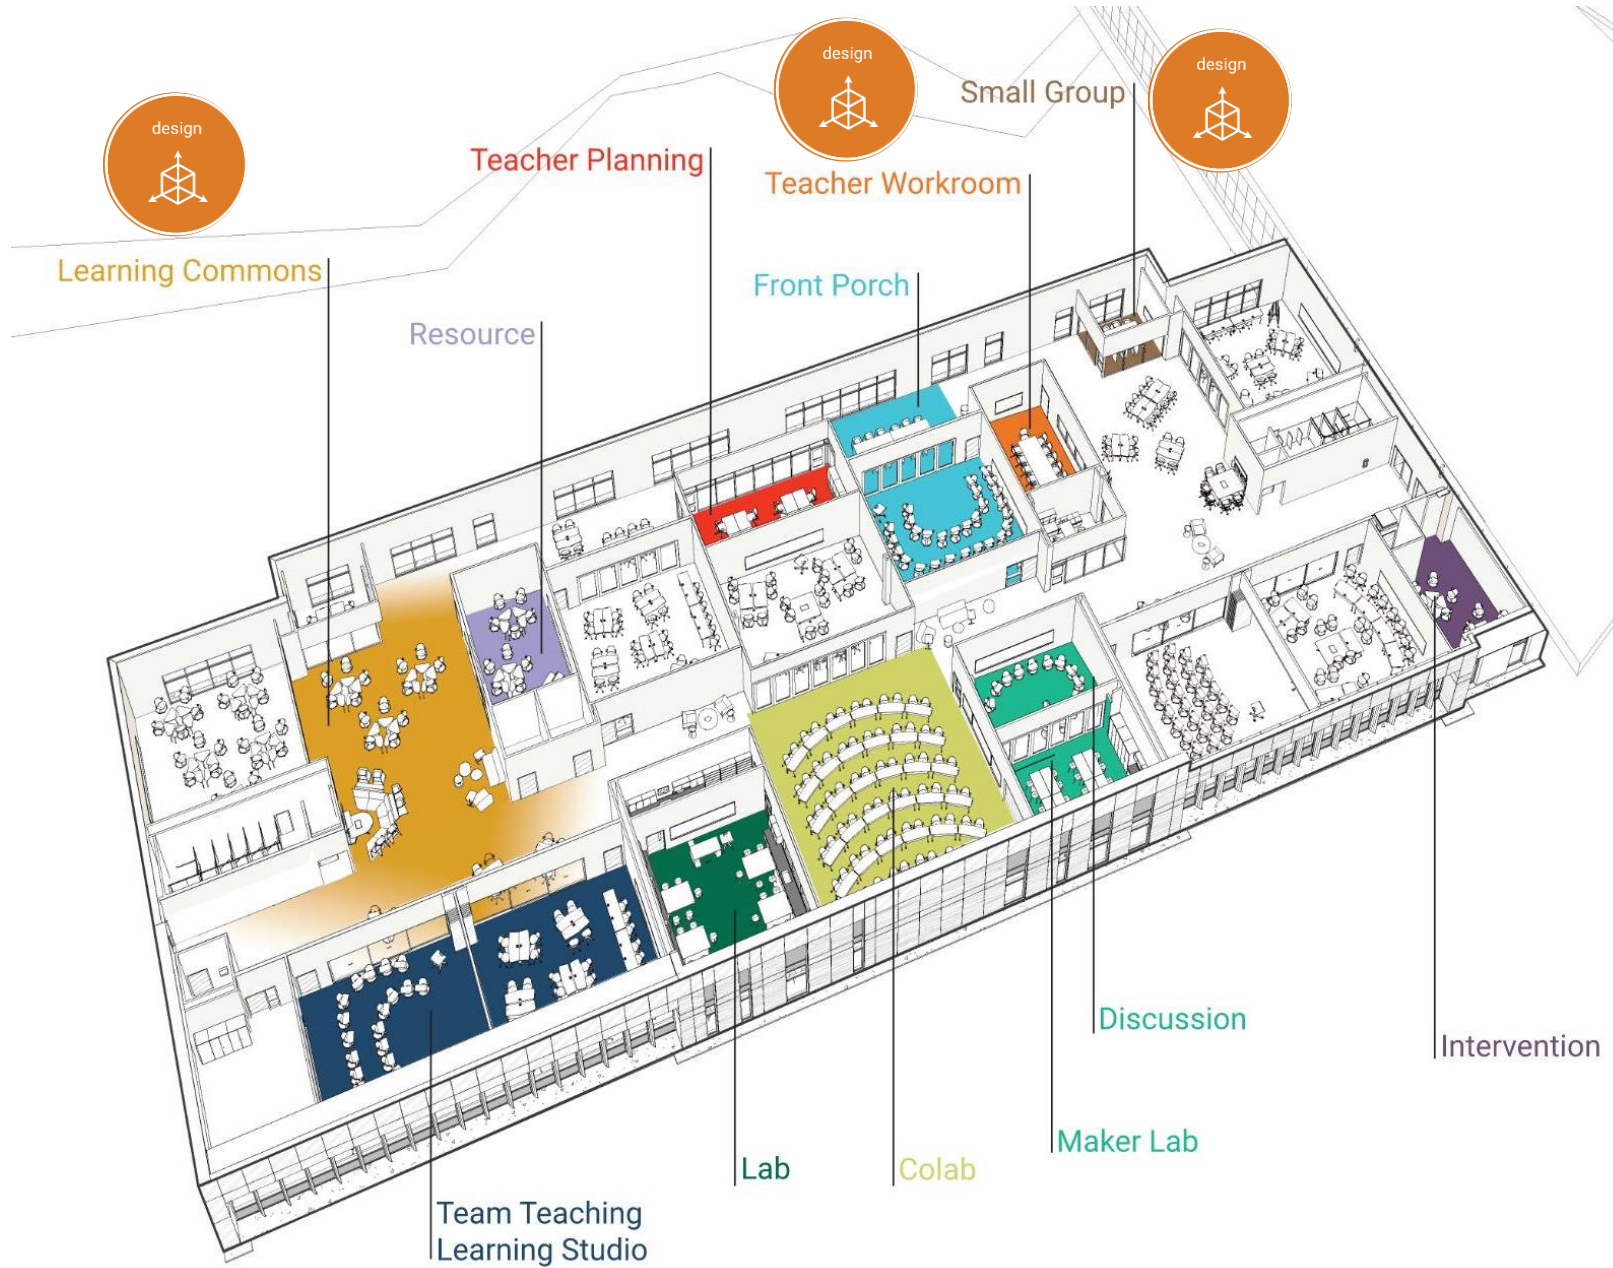 design
design
design
Small Group
Teacher Planning
Teacher Workroom
Learning Commons
Front Porch
Resource
Discussion
Intervention
Maker Lab
Lab
Colab
Team Teaching
Learning Studio